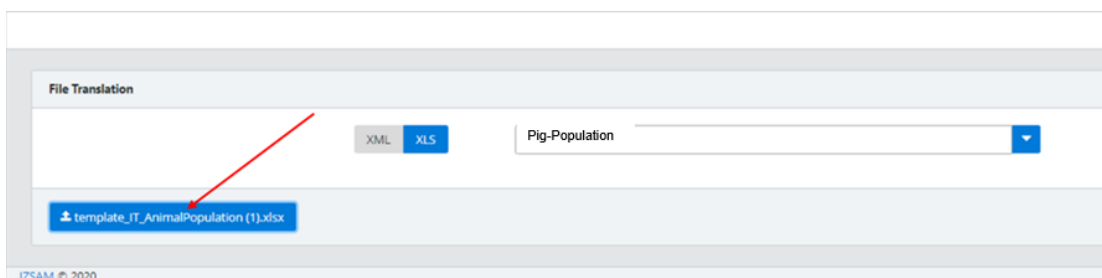 File Translation
XML XLS Pig-Population
template_IT_AnimalPopulation (1).xlsx
IZSAM © 2020